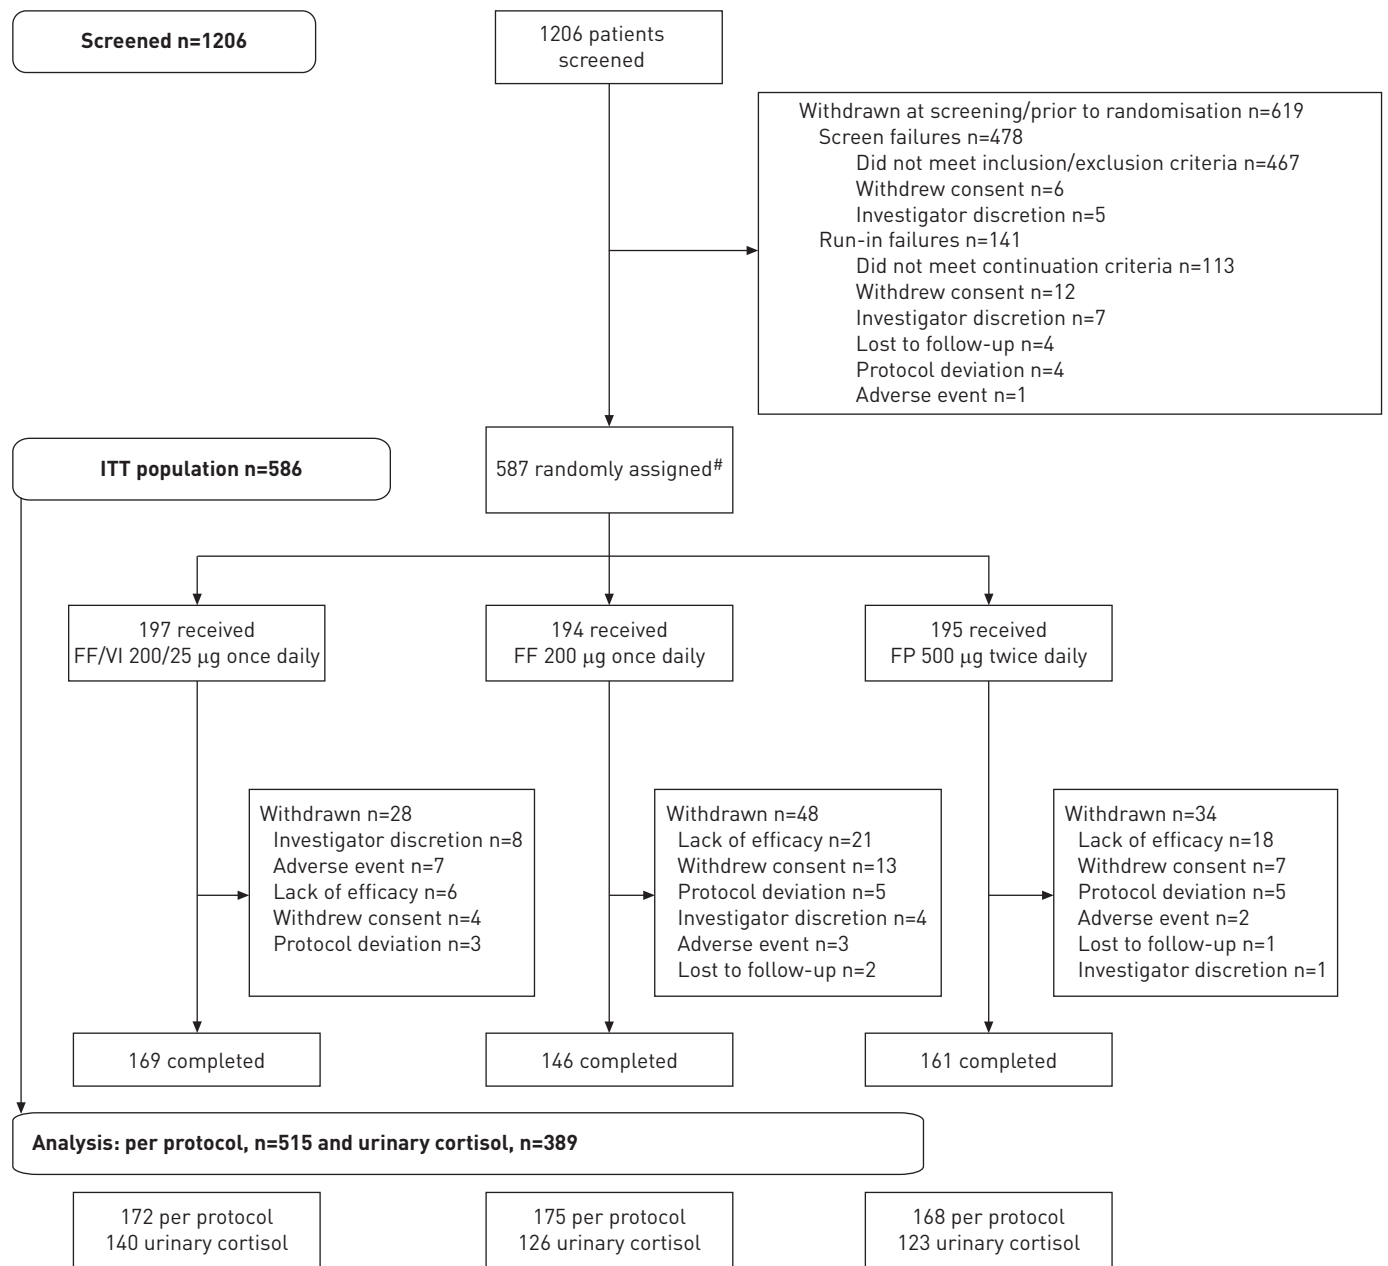 Screened n=1206
1206 patients
screened
Withdrawn at screening/prior to randomisation n=619
Screen failures n=478
Did not meet inclusion/exclusion criteria n=467
Withdrew consent n=6
Investigator discretion n=5
Run-in failures n=141
Did not meet continuation criteria n=113
Withdrew consent n=12
Investigator discretion n=7
Lost to follow-up n=4
Protocol deviation n=4
Adverse event n=1
ITT population n=586
587 randomly assigned#
197 received
FF/VI 200/25 µg once daily
194 received
FF 200 µg once daily
195 received
FP 500 µg twice daily
Withdrawn n=28
Investigator discretion n=8
Adverse event n=7
Lack of efficacy n=6
Withdrew consent n=4
Protocol deviation n=3
Withdrawn n=48
Lack of efficacy n=21
Withdrew consent n=13
Protocol deviation n=5
Investigator discretion n=4
Adverse event n=3
Lost to follow-up n=2
Withdrawn n=34
Lack of efficacy n=18
Withdrew consent n=7
Protocol deviation n=5
Adverse event n=2
Lost to follow-up n=1
Investigator discretion n=1
169 completed
146 completed
161 completed
Analysis: per protocol, n=515 and urinary cortisol, n=389
172 per protocol
140 urinary cortisol
175 per protocol
126 urinary cortisol
168 per protocol
123 urinary cortisol